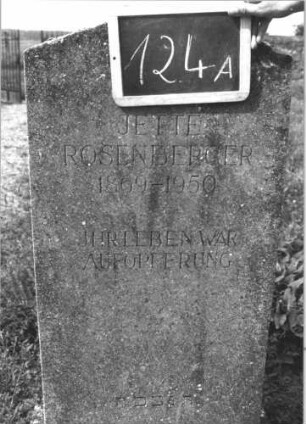 124A
JETTE
ROSENBERGER
1869-1950
IHR LEBEN WAR
AUFOPFERUNG